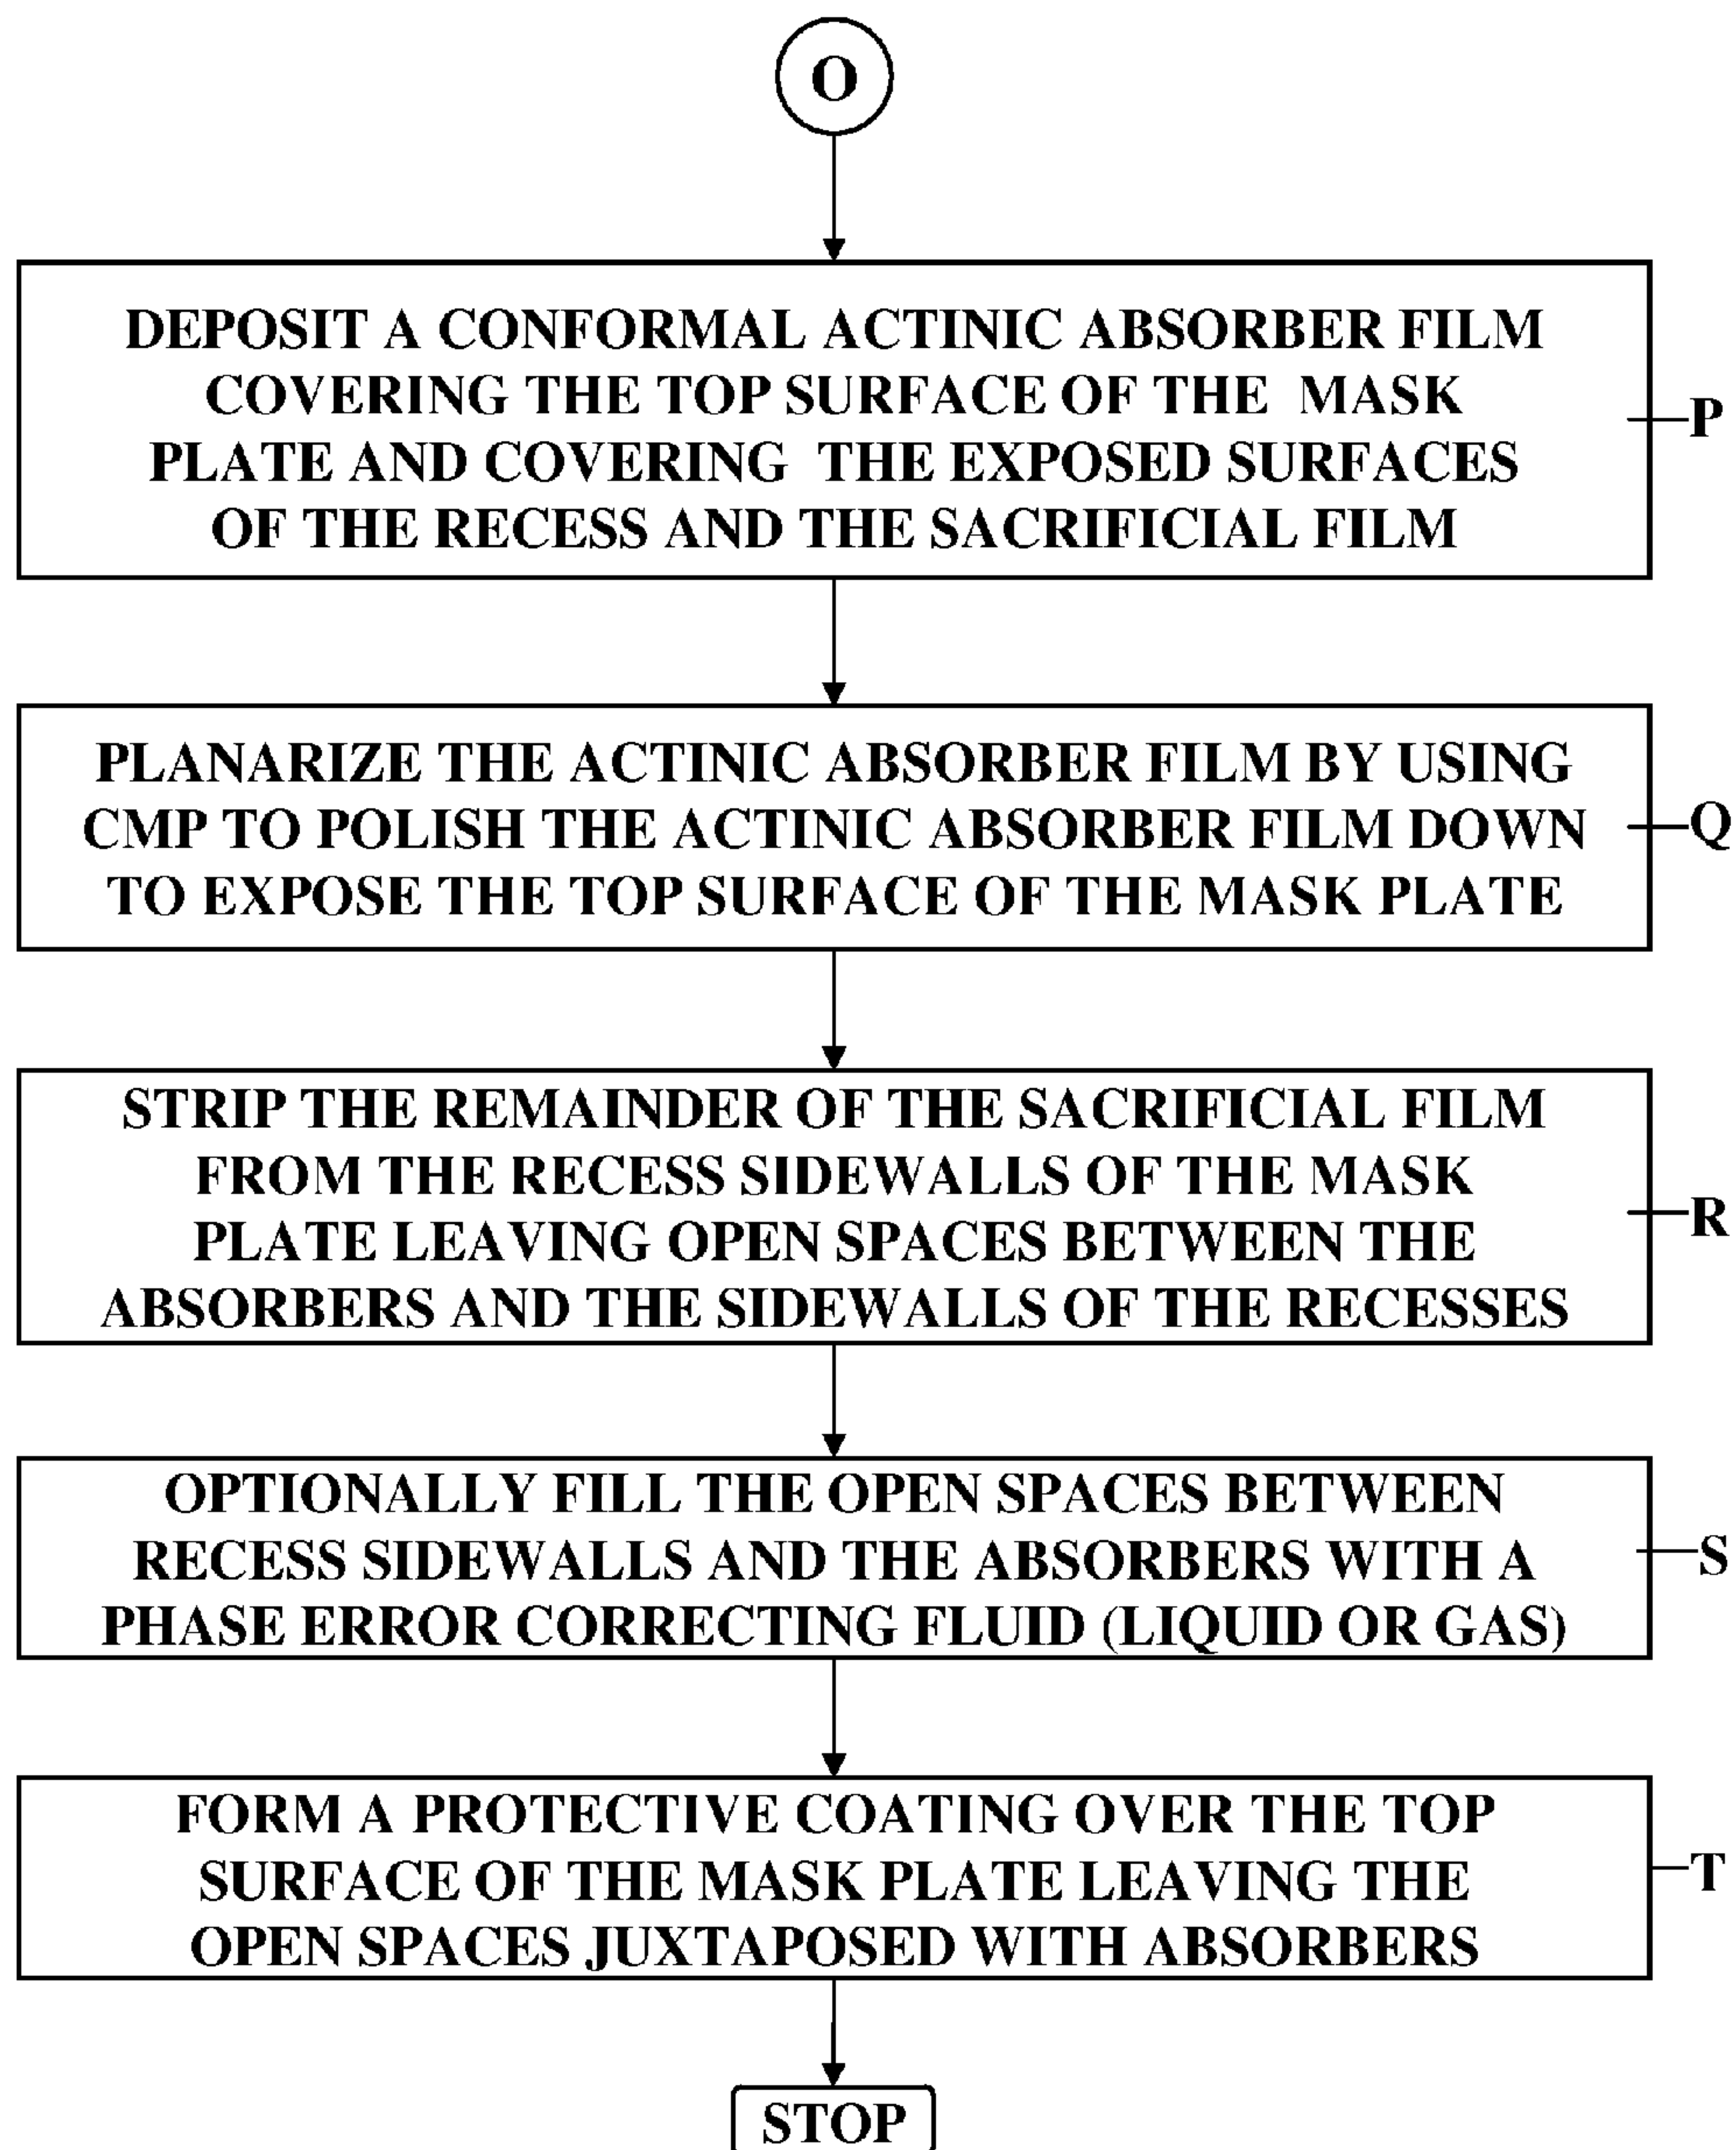 O
DEPOSIT A CONFORMAL ACTINIC ABSORBER FILM
COVERING THE TOP SURFACE OF THE MASK
PLATE AND COVERING THE EXPOSED SURFACES
OF THE RECESS AND THE SACRIFICIAL FILM
P
PLANARIZE THE ACTINIC ABSORBER FILM BY USING
CMP TO POLISH THE ACTINIC ABSORBER FILM DOWN
TO EXPOSE THE TOP SURFACE OF THE MASK PLATE
Q
STRIP THE REMAINDER OF THE SACRIFICIAL FILM
FROM THE RECESS SIDEWALLS OF THE MASK
PLATE LEAVING OPEN SPACES BETWEEN THE
ABSORBERS AND THE SIDEWALLS OF THE RECESSES
R
OPTIONALLY FILL THE OPEN SPACES BETWEEN
RECESS SIDEWALLS AND THE ABSORBERS WITH A
PHASE ERROR CORRECTING FLUID (LIQUID OR GAS)
S
FORM A PROTECTIVE COATING OVER THE TOP
SURFACE OF THE MASK PLATE LEAVING THE
OPEN SPACES JUXTAPOSED WITH ABSORBERS
T
STOP